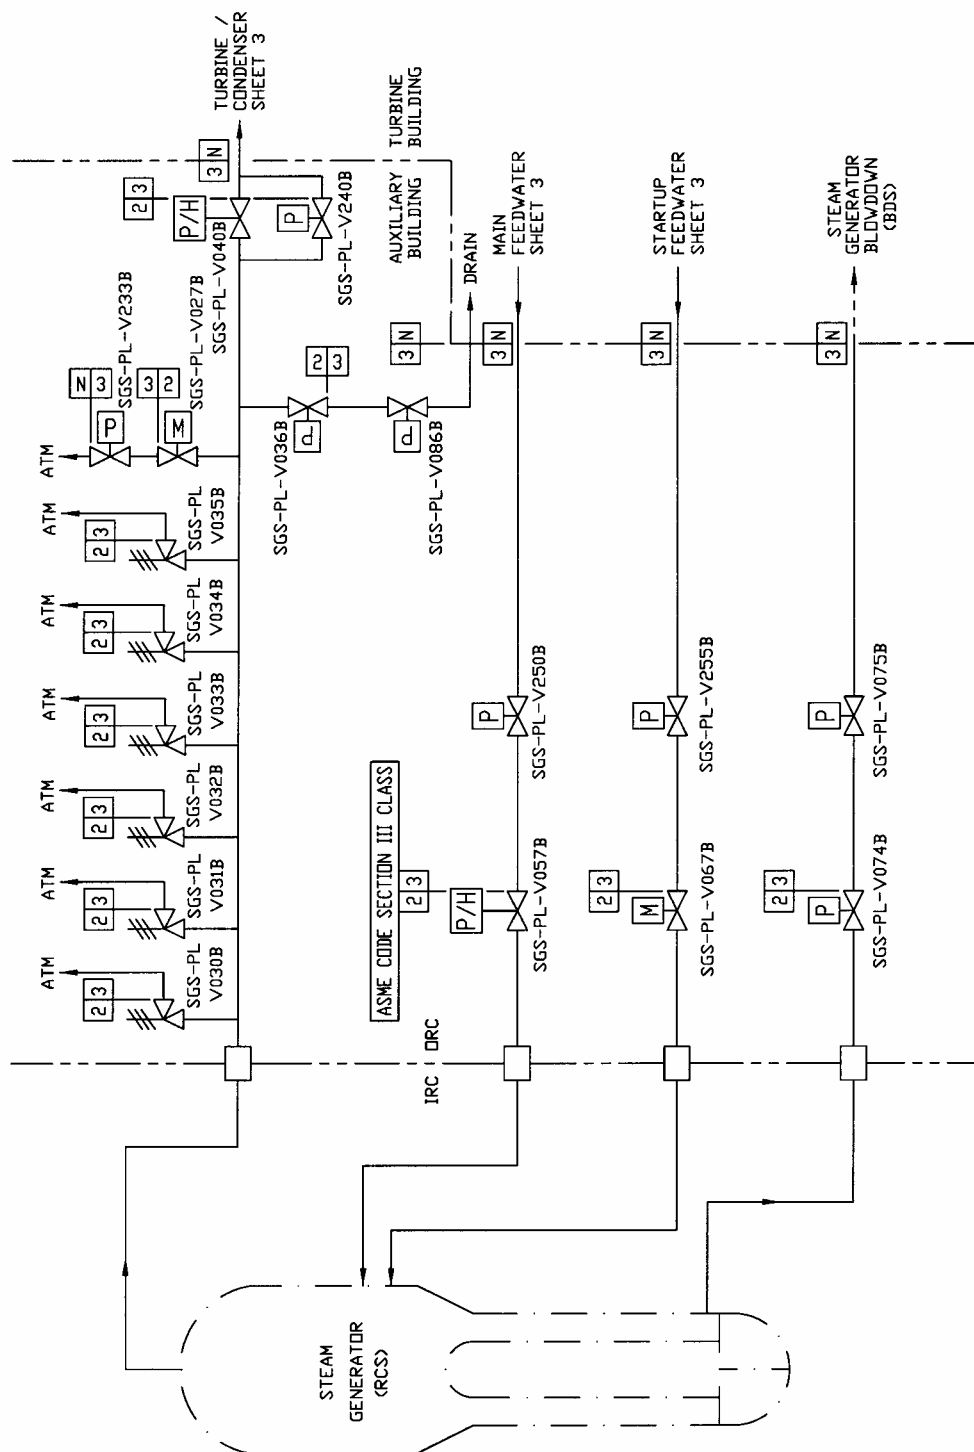 TURBINE /
CONDENSER
SHEET 3
3 N
TURBINE
BUILDING
AUXILIARY
BUILDING
2 3
P/H
SGS-PL-V040B
P
SGS-PL-V240B
ATM
N 3
P
SGS-PL-V233B
3 2
M
SGS-PL-V027B
2 3
P
SGS-PL-V036B
P
SGS-PL-V086B
DRAIN
ATM
2 3
SGS-PL
V035B
ATM
2 3
SGS-PL
V034B
ATM
2 3
SGS-PL
V033B
ATM
2 3
SGS-PL
V032B
ATM
2 3
SGS-PL
V031B
ATM
2 3
SGS-PL
V030B
3 N
MAIN
FEEDWATER
SHEET 3
3 N
P
SGS-PL-V250B
ASME CODE SECTION III CLASS
2 3
P/H
SGS-PL-V057B
STARTUP
FEEDWATER
SHEET 3
3 N
P
SGS-PL-V255B
2 3
M
SGS-PL-V067B
STEAM
GENERATOR
BLOWDOWN
(BDS)
3 N
P
SGS-PL-V075B
2 3
P
SGS-PL-V074B
IRC ORC
STEAM
GENERATOR
(RCS)